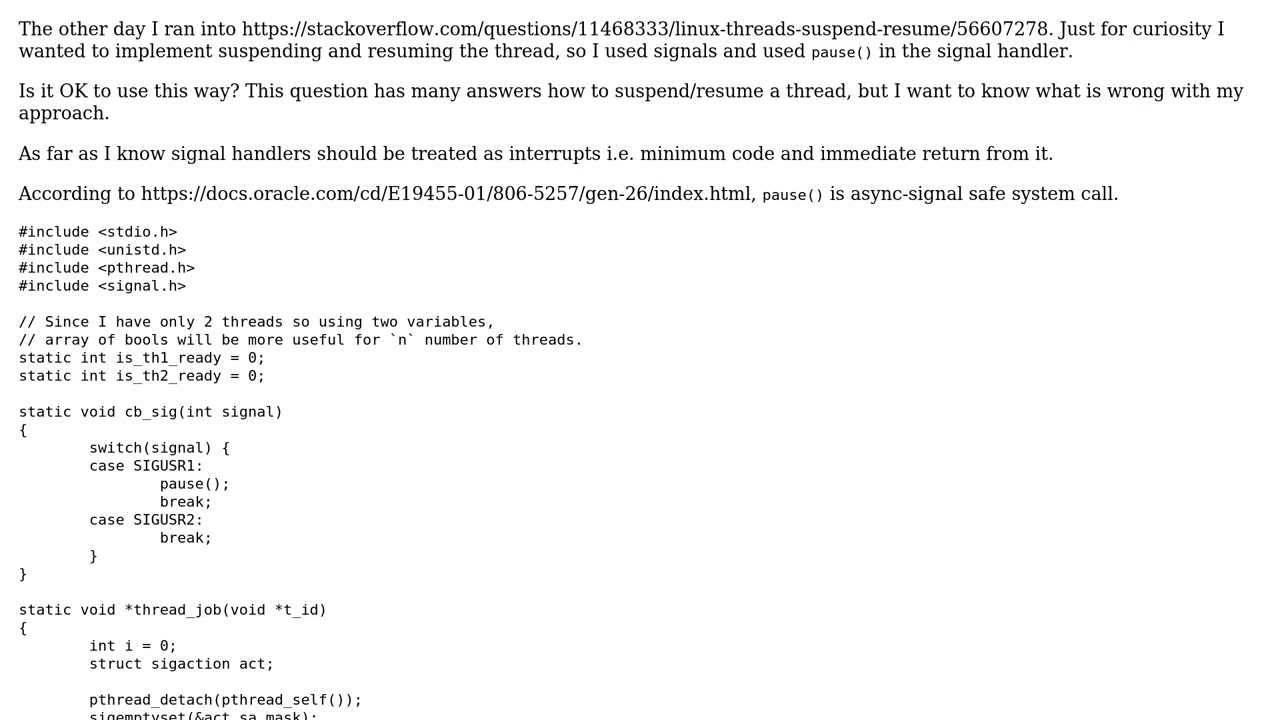 The other day I ran into https://stackoverflow.com/questions/11468333/linux-threads-suspend-resume/56607278. Just for curiosity I
wanted to implement suspending and resuming the thread, so I used signals and used pause() in the signal handler.
Is it OK to use this way? This question has many answers how to suspend/resume a thread, but I want to know what is wrong with my
approach.
As far as I know signal handlers should be treated as interrupts i.e. minimum code and immediate return from it.
According to https://docs.oracle.com/cd/E19455-01/806-5257/gen-26/index.html, pause() is async-signal safe system call.
#include <stdio.h>
#include <unistd.h>
#include <pthread.h>
#include <signal.h>
// Since I have only 2 threads so using two variables,
// array of bools will be more useful for `n` number of threads.
static int is_th1_ready = 0;
static int is_th2_ready = 0;
static void cb_sig(int signal)
{
switch(signal) {
case SIGUSR1:
pause();
break;
case SIGUSR2:
break;
}
}
static void *thread_job(void *t_id)
{
int i = 0;
struct sigaction act;
pthread_detach(pthread_self());
sigemptyset(&act.sa_mask);